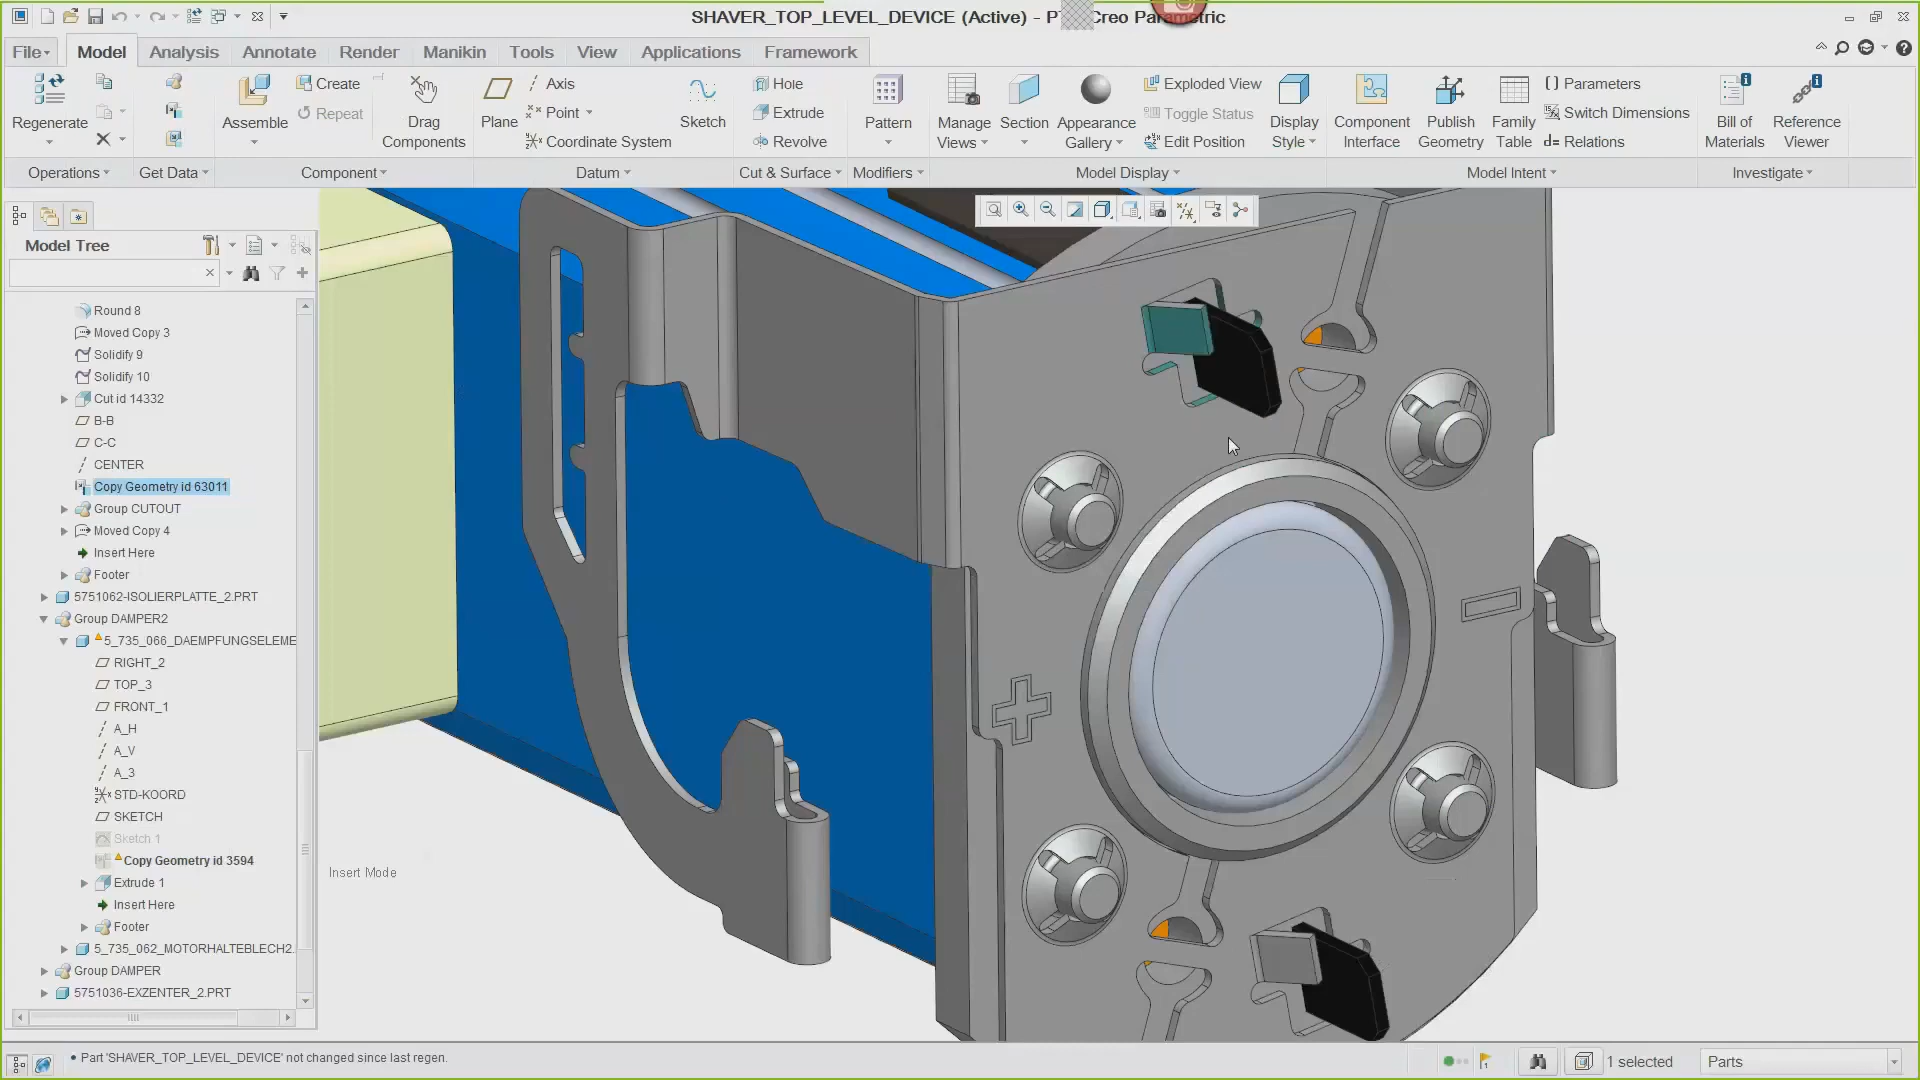 SHAVER_TOP_LEVEL_DEVICE (Active) - P Creo Parametric
File Model Analysis Annotate Render Manikin Tools View Applications Framework
Regenerate
Assemble
Create
Repeat
Drag
Components
Plane
Axis
Point
Coordinate System
Sketch
Hole
Extrude
Revolve
Pattern
Manage
Views
Section
Appearance
Gallery
Exploded View
Toggle Status
Edit Position
Display
Style
Component
Interface
Publish
Geometry
Family
Table
Parameters
Switch Dimensions
d= Relations
Bill of
Materials
Reference
Viewer
Operations Get Data Component Datum Cut & Surface Modifiers Model Display Model Intent Investigate
Model Tree
Round 8
Moved Copy 3
Solidify 9
Solidify 10
Cut id 14332
B-B
C-C
CENTER
Copy Geometry id 63011
Group CUTOUT
Moved Copy 4
Insert Here
Footer
5751062-ISOLIERPLATTE_2.PRT
Group DAMPER2
5_735_066_DAEMPFUNGSELEME
RIGHT_2
TOP_3
FRONT_1
A_H
A_V
A_3
STD-KOORD
SKETCH
Sketch 1
Copy Geometry id 3594
Extrude 1
Insert Here
Footer
5_735_062_MOTORHALTEBLECH2.
Group DAMPER
5751036-EXZENTER_2.PRT
Insert Mode
• Part 'SHAVER_TOP_LEVEL_DEVICE' not changed since last regen.
1 selected
Parts